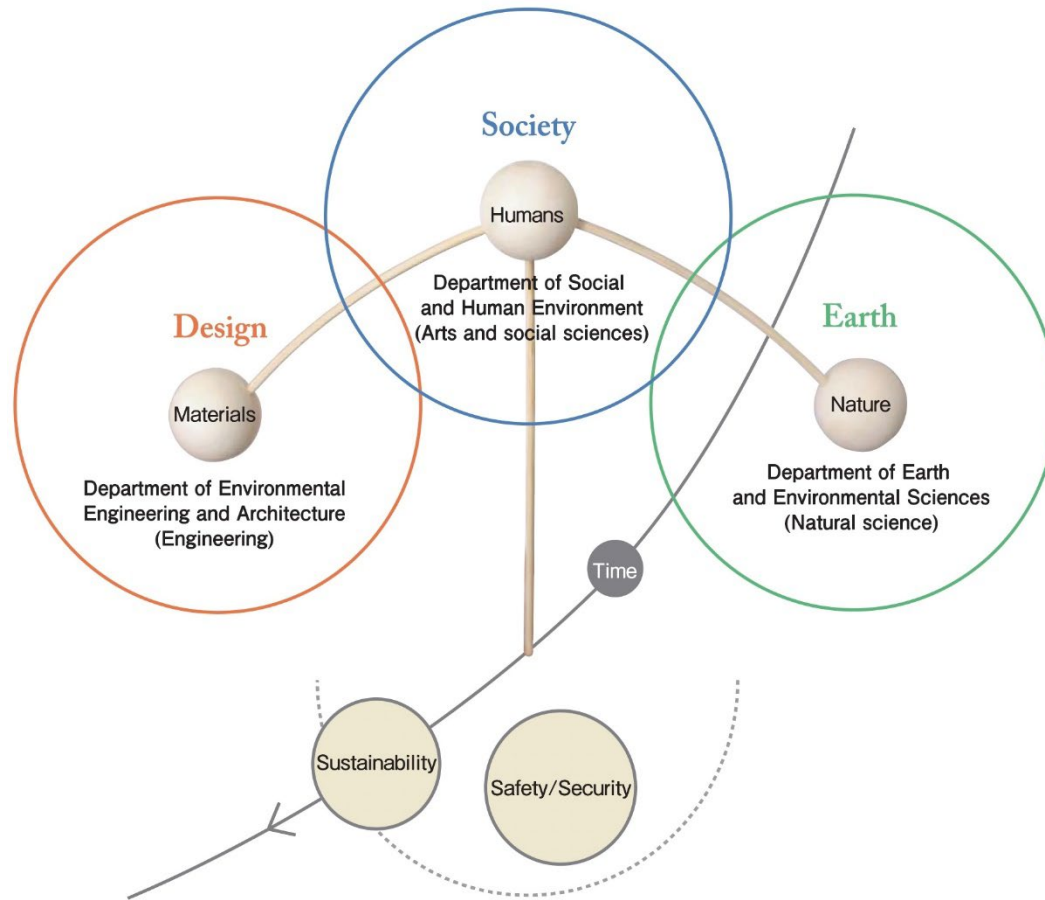 Society
Humans
Department of Social
and Human Environment
(Arts and social sciences)
Design
Materials
Department of Environmental
Engineering and Architecture
(Engineering)
Earth
Nature
Department of Earth
and Environmental Sciences
(Natural science)
Time
Sustainability
Safety/Security